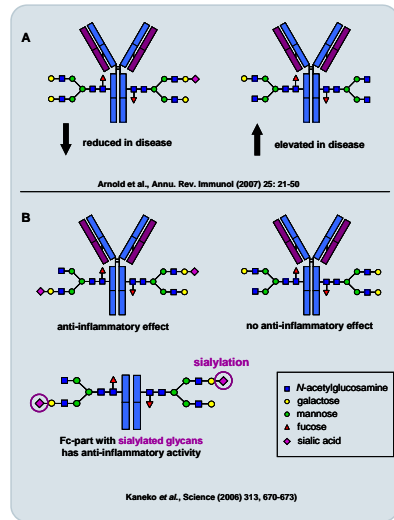 A
reduced in disease
elevated in disease
Arnold et al., Annu. Rev. Immunol (2007) 25: 21-50
B
anti-inflammatory effect
no anti-inflammatory effect
sialylation
Fc-part with sialylated glycans
has anti-inflammatory activity
N-acetylglucosamine
galactose
mannose
fucose
sialic acid
Kaneko et al., Science (2006) 313, 670-673)